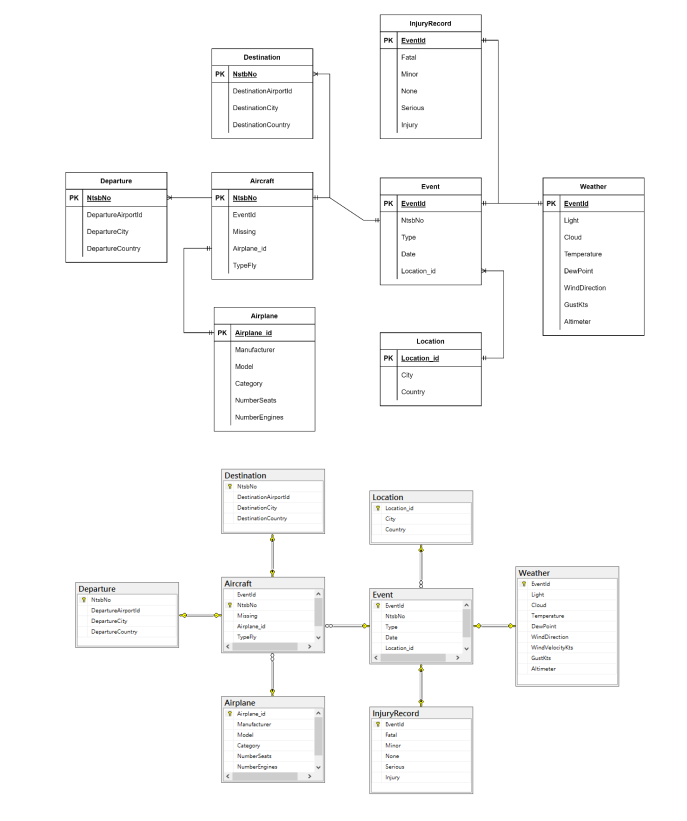 InjuryRecord
PK EventId
Fatal
Minor
None
Serious
Injury
Destination
PK NstbNo
DestinationAirportId
DestinationCity
DestinationCountry
Departure
PK NtsbNo
DepartureAirportId
DepartureCity
DepartureCountry
Aircraft
PK NtsbNo
EventId
Missing
Airplane_id
TypeFly
Event
PK EventId
NtsbNo
Type
Date
Location_id
Weather
PK EventId
Light
Cloud
Temperature
DewPoint
WindDirection
GustKts
Altimeter
Airplane
PK Airplane_id
Manufacturer
Model
Category
NumberSeats
NumberEngines
Location
PK Location_id
City
Country
Destination
NtsbNo
DestinationAirportId
DestinationCity
DestinationCountry
Location
Location_id
City
Country
Departure
NtsbNo
DepartureAirportId
DepartureCity
DepartureCountry
Aircraft
EventId
NtsbNo
Missing
Airplane_id
TypeFly
Event
EventId
NtsbNo
Type
Date
Location_id
Weather
EventId
Light
Cloud
Temperature
DewPoint
WindDirection
WindVelocityKts
GustKts
Altimeter
Airplane
Airplane_id
Manufacturer
Model
Category
NumberSeats
NumberEngines
InjuryRecord
EventId
Fatal
Minor
None
Serious
Injury